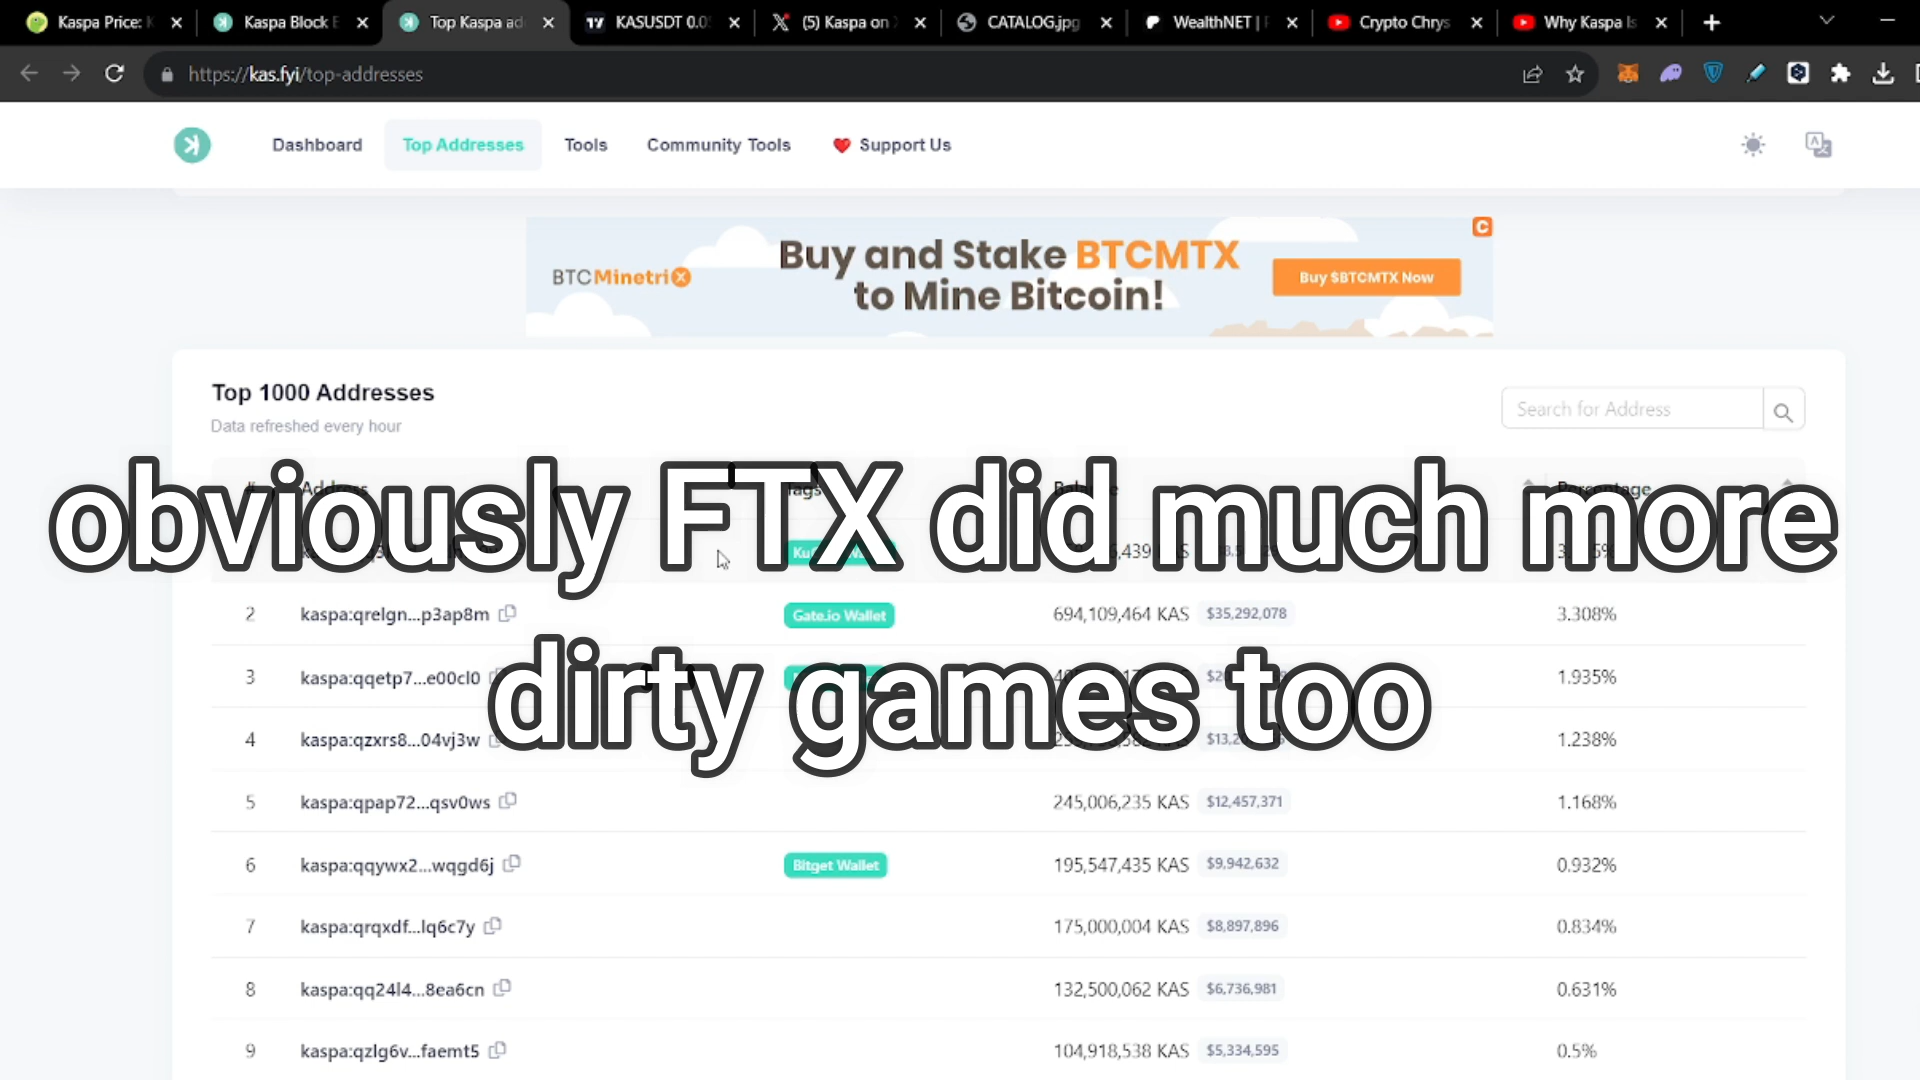 Kaspa Price:
Kaspa Block E
Top Kaspa ad
KASUSDT 0.0
(5) Kaspa on
CATALOG.jpg
WealthNET |
Crypto Chrys
Why Kaspa Is
https://kas.fyi/top-addresses
Dashboard
Top Addresses
Tools
Community Tools
Support Us
BTCMinetrix
Buy and Stake BTCMTX
to Mine Bitcoin!
Buy $BTCMTX Now
Top 1000 Addresses
Data refreshed every hour
Search for Address
# Address Tags Balance Percentage
obviously FTX did much more
dirty games too
2 kaspa:qrelgn...p3ap8m Gate.io Wallet 694,109,464 KAS $35,292,078 3.308%
3 kaspa:qqetp7...e00cl0 1.935%
4 kaspa:qzxrs8...04vj3w 1.238%
5 kaspa:qpap72...qsv0ws 245,006,235 KAS $12,457,371 1.168%
6 kaspa:qqywx2...wqgd6j Bitget Wallet 195,547,435 KAS $9,942,632 0.932%
7 kaspa:qrqxdf...lq6c7y 175,000,004 KAS $8,897,896 0.834%
8 kaspa:qq24l4...8ea6cn 132,500,062 KAS $6,736,981 0.631%
9 kaspa:qzlg6v...faemt5 104,918,538 KAS $5,334,595 0.5%